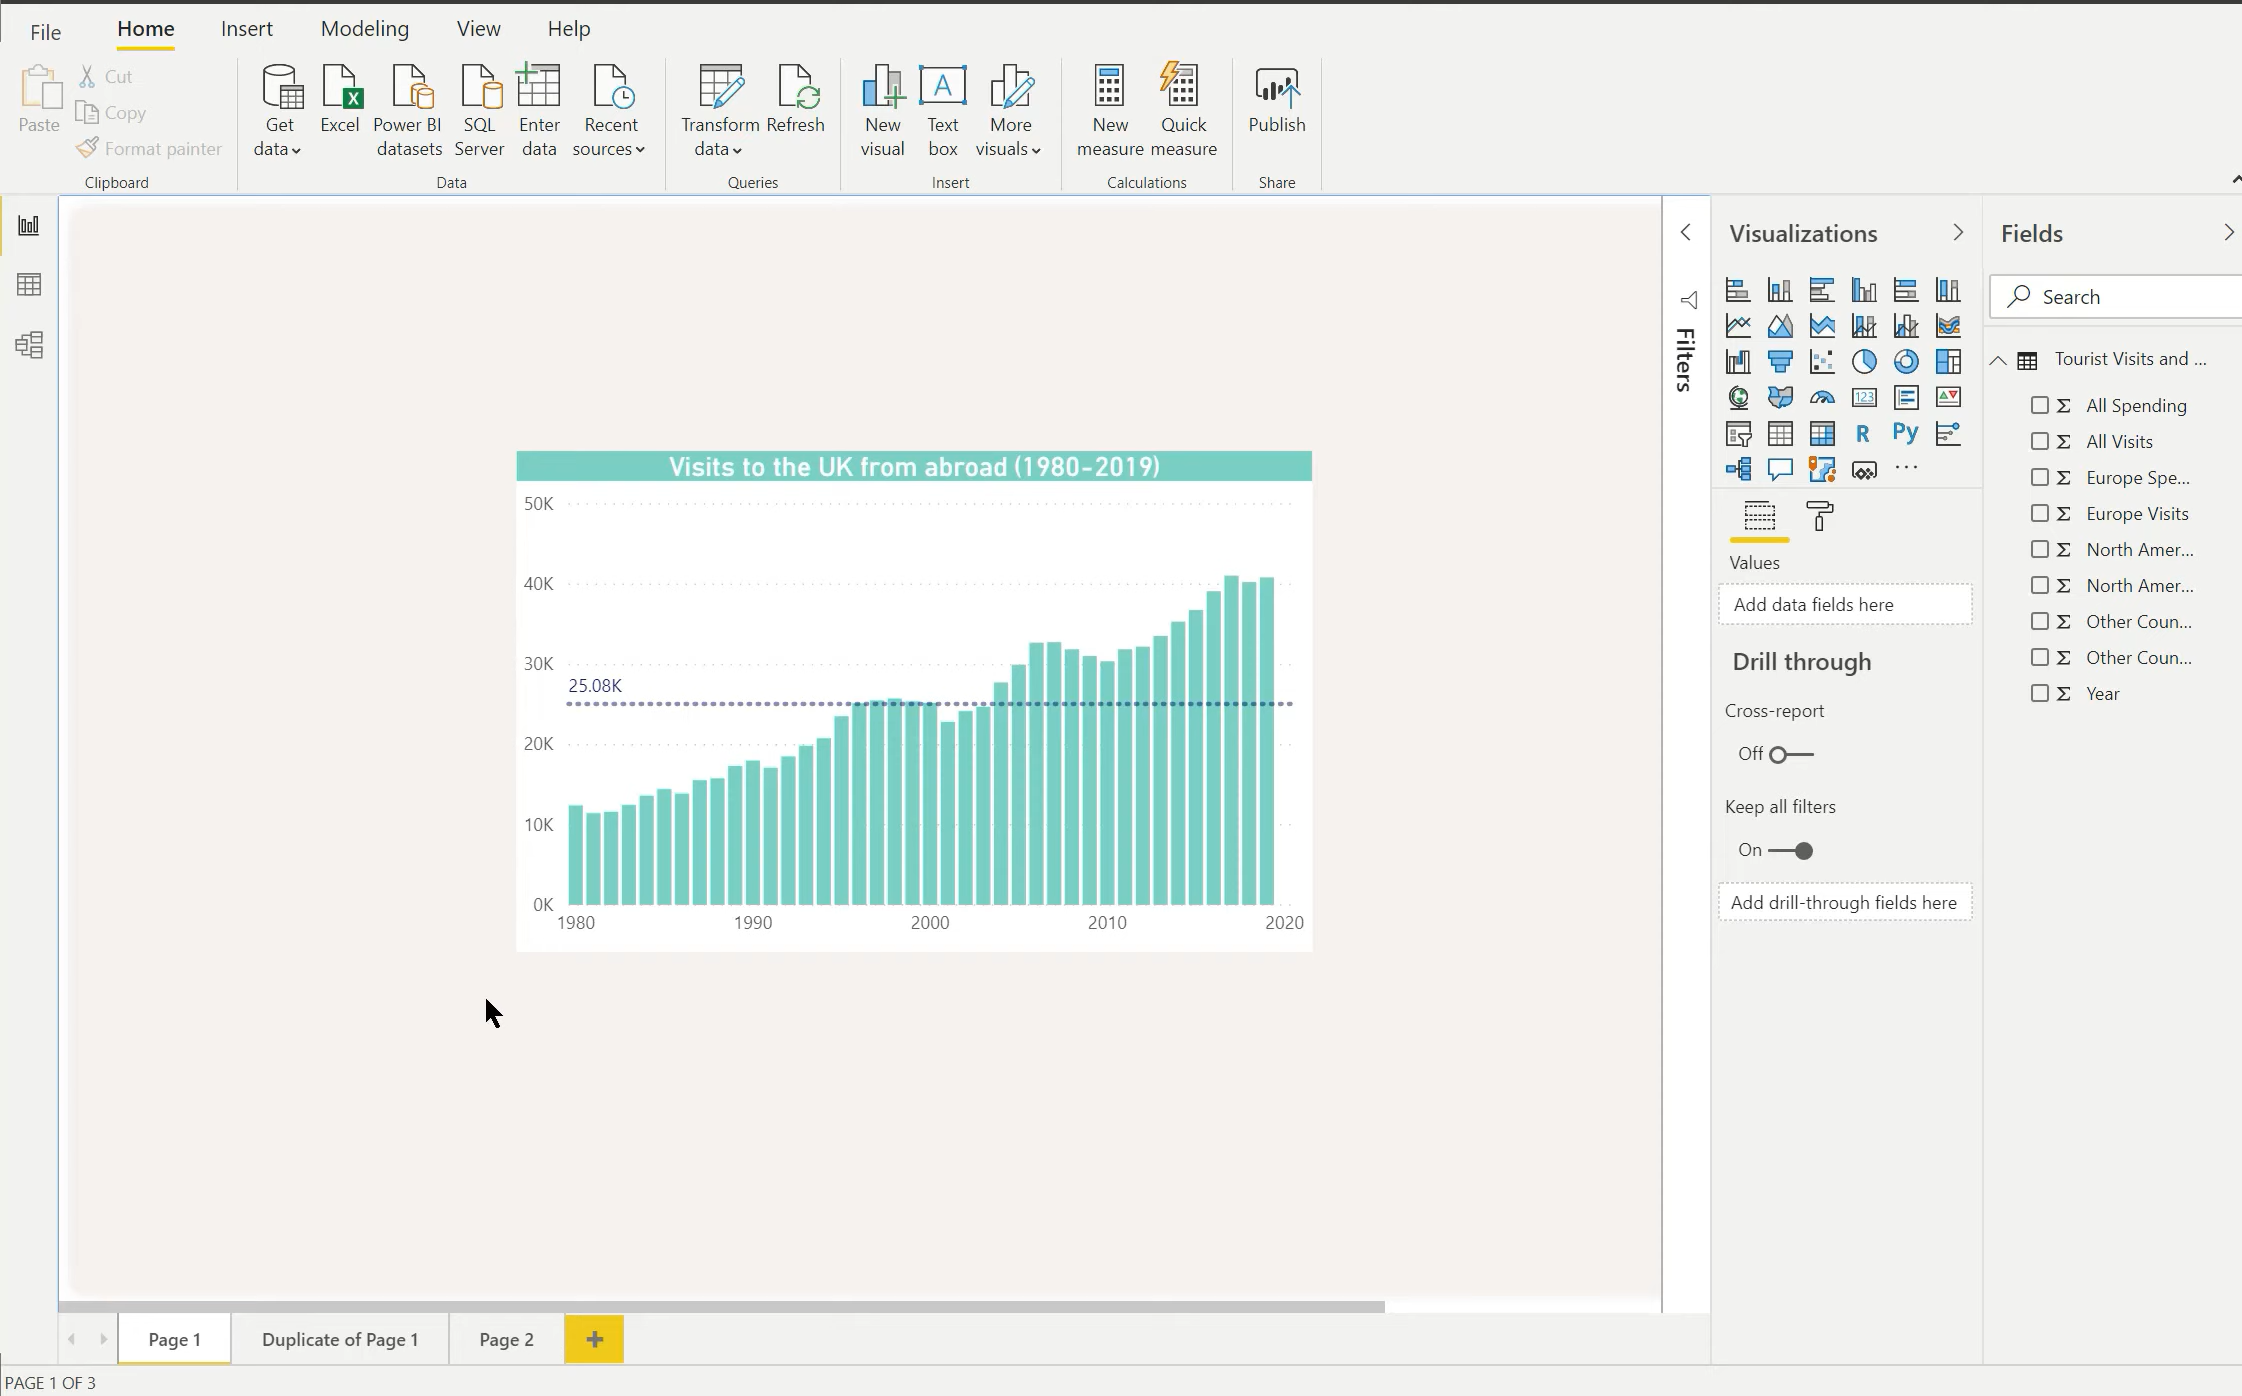 File Home Insert Modeling View Help
Paste
Cut
Copy
Format painter
Clipboard
Get data
Excel
Power BI datasets
SQL Server
Enter data
Recent sources
Data
Transform data
Refresh
Queries
New visual
Text box
More visuals
Insert
New measure
Quick measure
Calculations
Publish
Share
Visits to the UK from abroad (1980-2019)
50K
40K
30K
25.08K
20K
10K
0K
1980 1990 2000 2010 2020
Filters
Visualizations
123
R
Py
Values
Add data fields here
Drill through
Cross-report
Off
Keep all filters
On
Add drill-through fields here
Fields
Search
Tourist Visits and ...
Σ All Spending
Σ All Visits
Σ Europe Spe...
Σ Europe Visits
Σ North Amer...
Σ North Amer...
Σ Other Coun...
Σ Other Coun...
Σ Year
Page 1 Duplicate of Page 1 Page 2 +
PAGE 1 OF 3